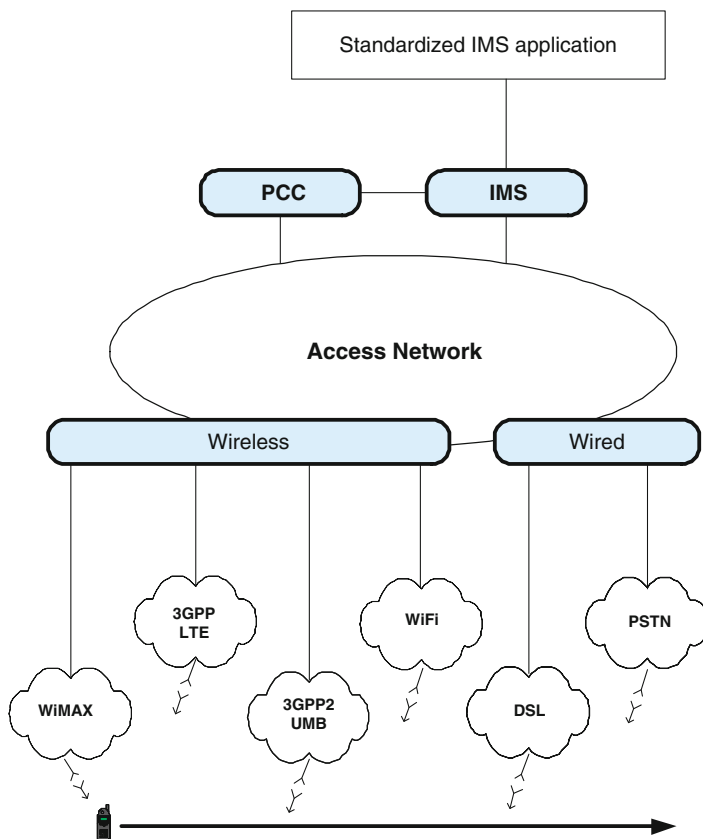 Standardized IMS application
PCC
IMS
Access Network
Wireless
Wired
3GPP
LTE
WiFi
PSTN
WiMAX
3GPP2
UMB
DSL